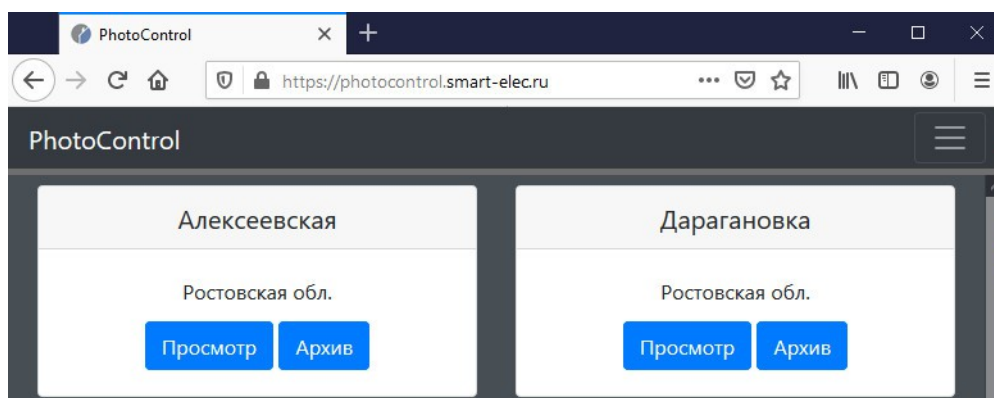 PhotoControl
https://photocontrol.smart-elec.ru
PhotoControl
Алексеевская
Ростовская обл.
Просмотр Архив
Дарагановка
Ростовская обл.
Просмотр Архив